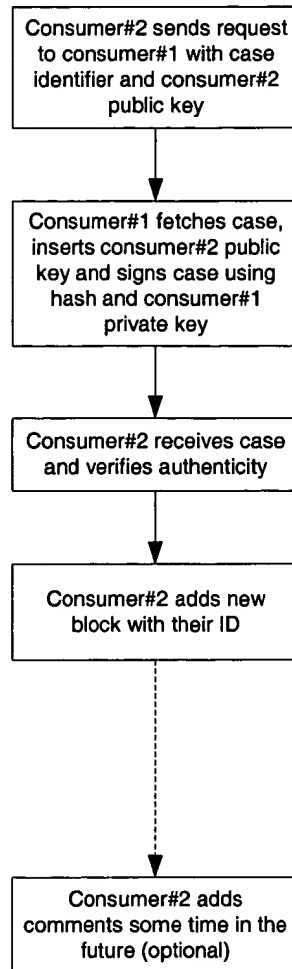 Consumer#2 sends request
to consumer#1 with case
identifier and consumer#2
public key
Consumer#1 fetches case,
inserts consumer#2 public
key and signs case using
hash and consumer#1
private key
Consumer#2 receives case
and verifies authenticity
Consumer#2 adds new
block with their ID
Consumer#2 adds
comments some time in the
future (optional)